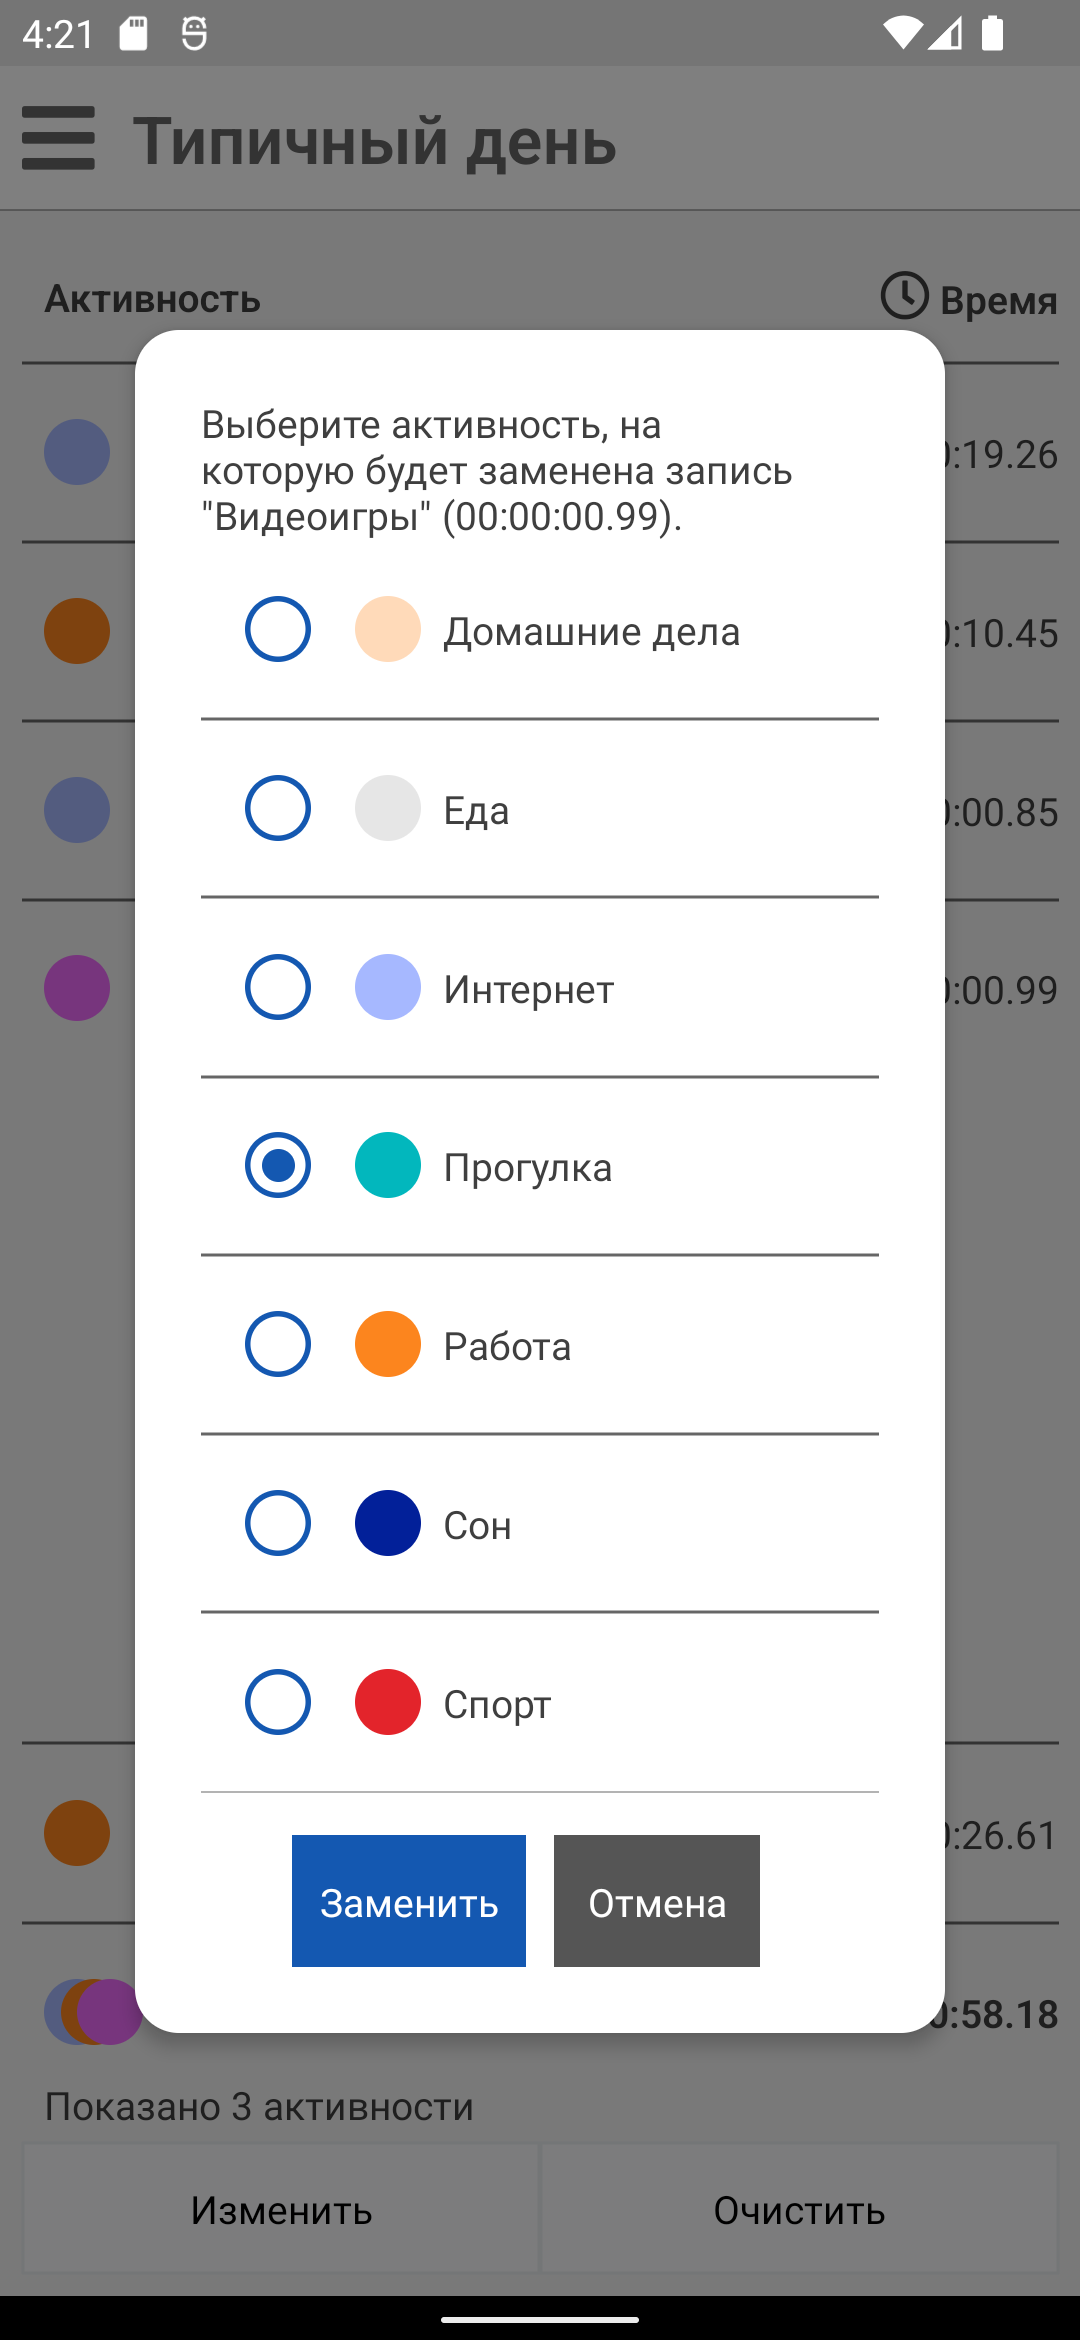 4:21
Типичный день
Активность
Время
:19.26
:10.45
:00.85
:00.99
Выберите активность, на
которую будет заменена запись
"Видеоигры" (00:00:00.99).
Домашние дела
Еда
Интернет
Прогулка
Работа
Сон
Спорт
Заменить
Отмена
:26.61
0:58.18
Показано 3 активности
Изменить
Очистить